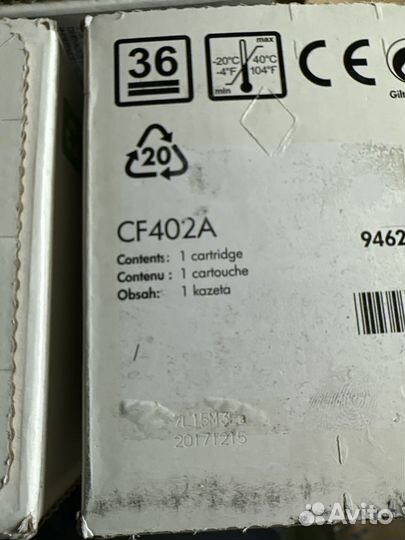 36
max
-20°C
-4°F
40°C
104°F
min
CE
Gilt
20
CF402A
9462
Contents: 1 cartridge
Contenu : 1 cartouche
Obsah: 1 kazeta
20171215
Avito